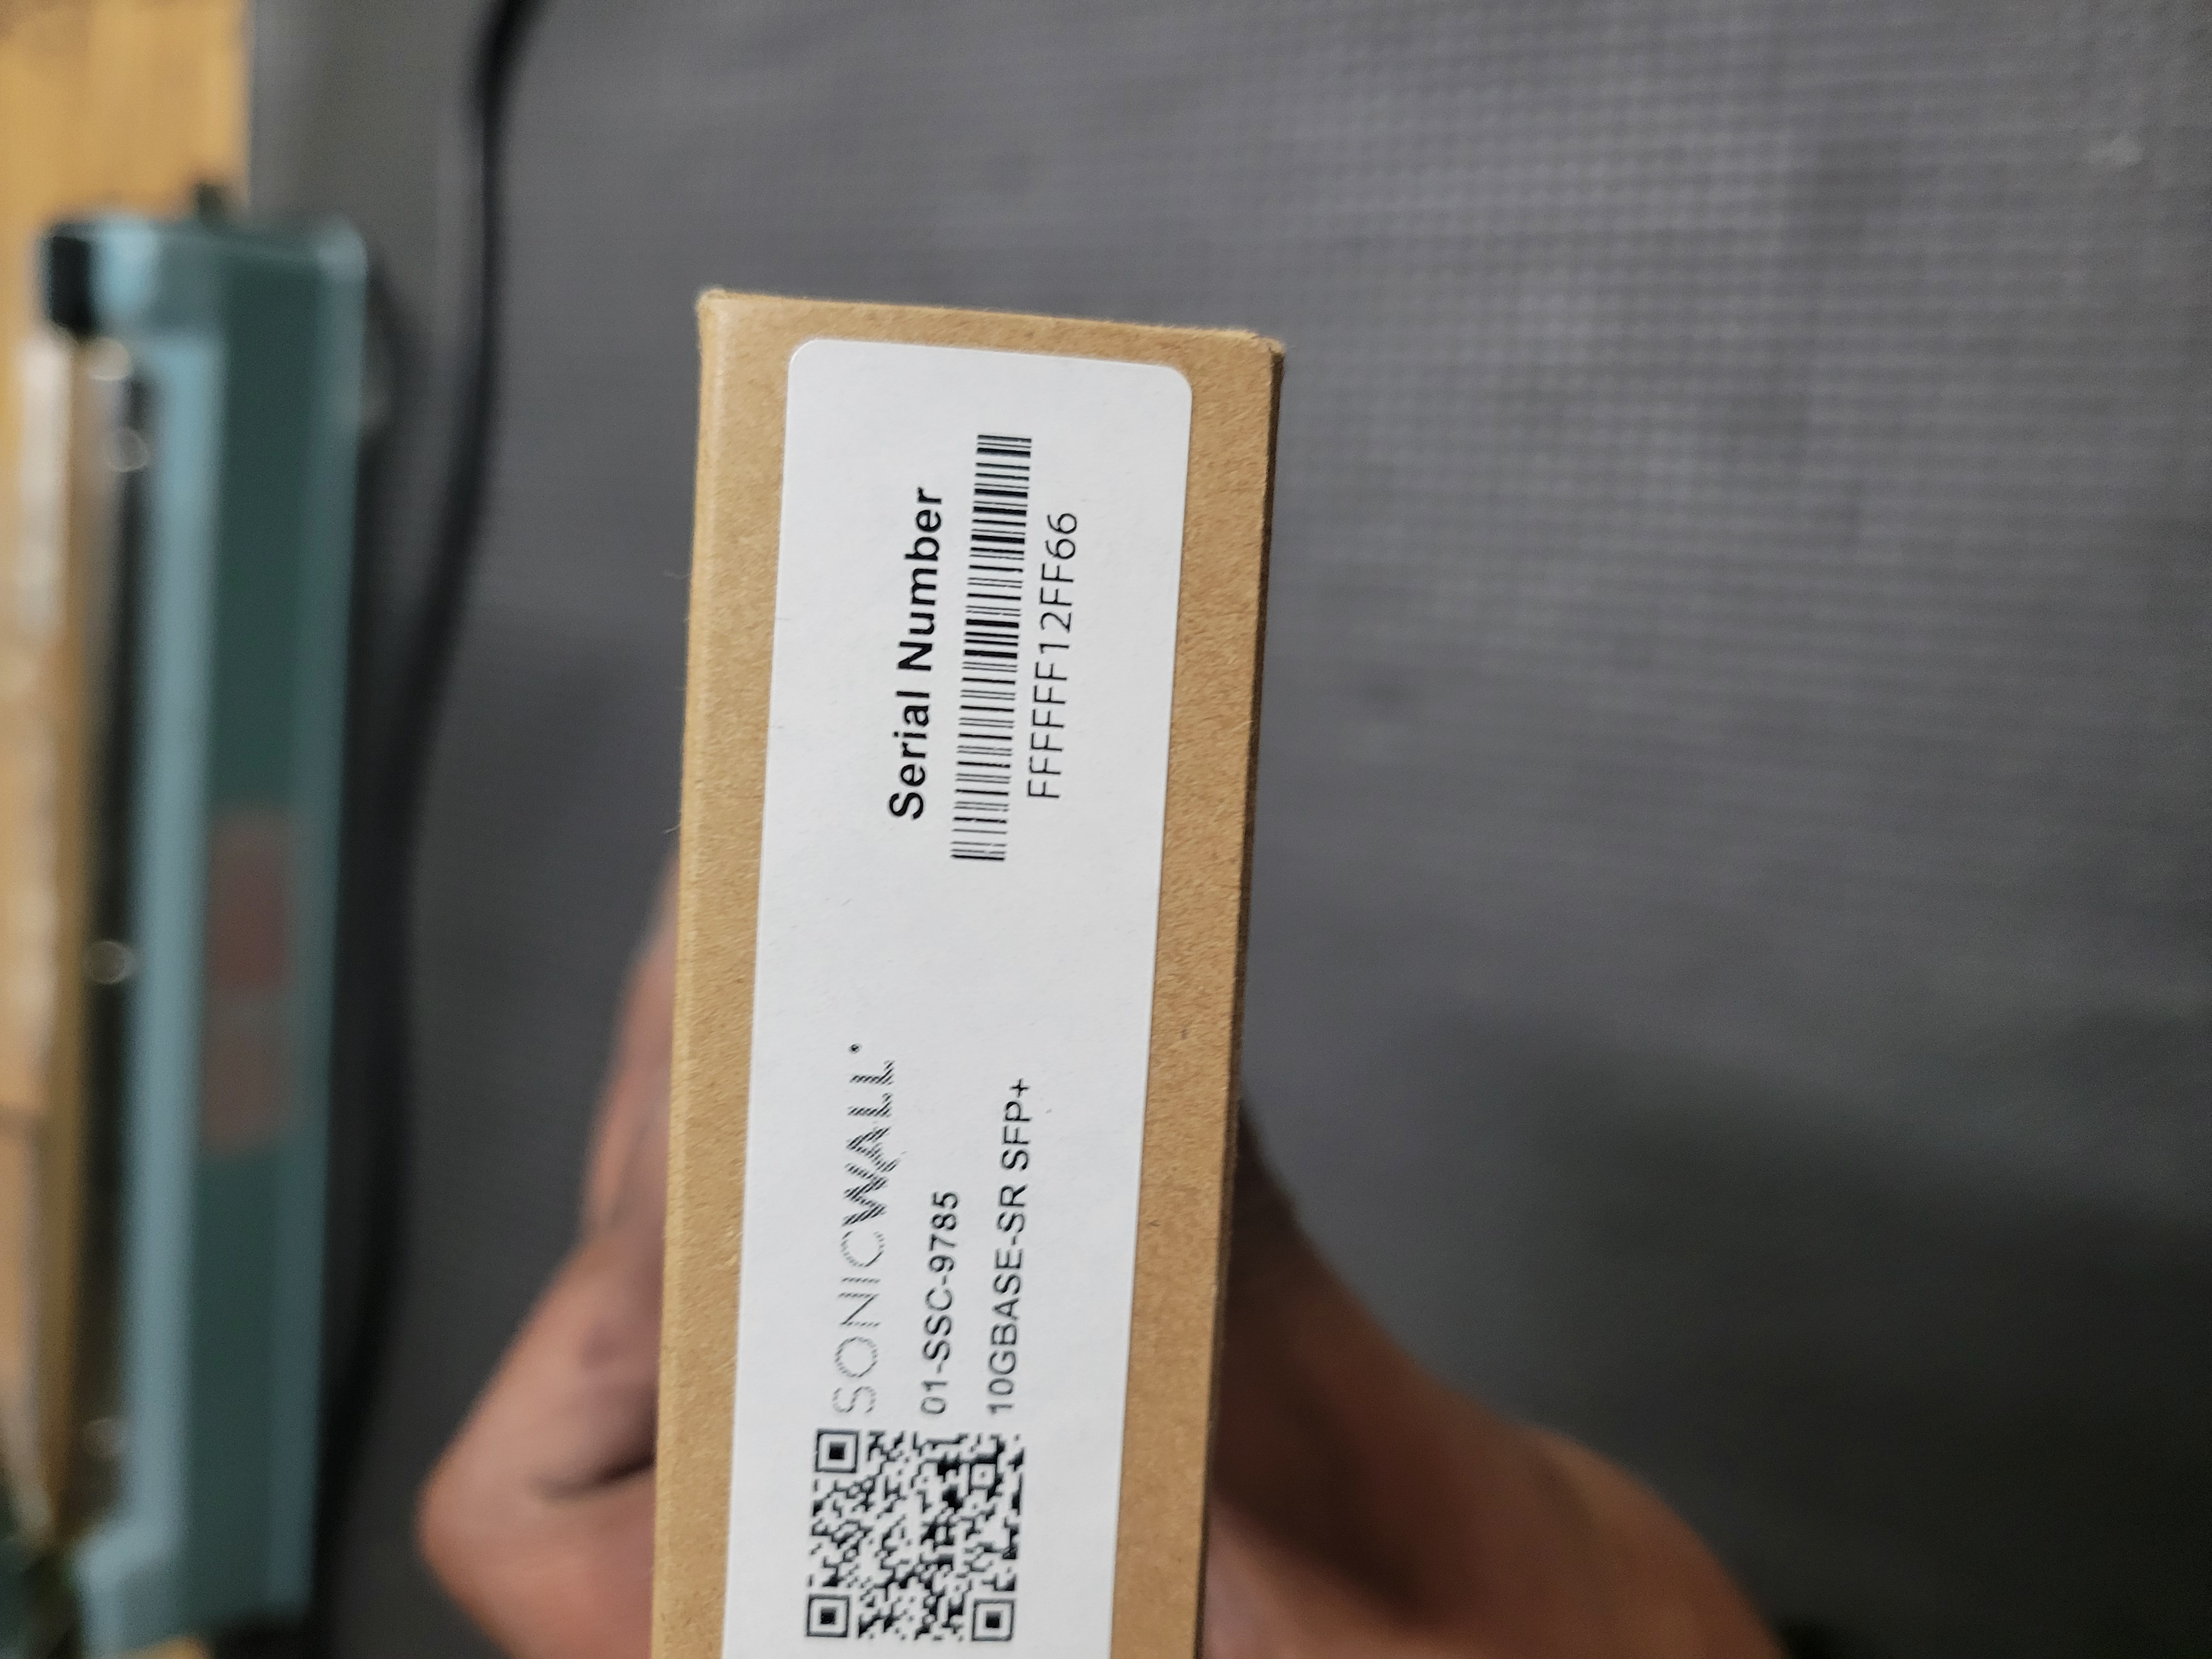 Serial Number
FFFFFF12FF66
SONICWALL
01-SSC-9785
10GBASE-SR SFP+